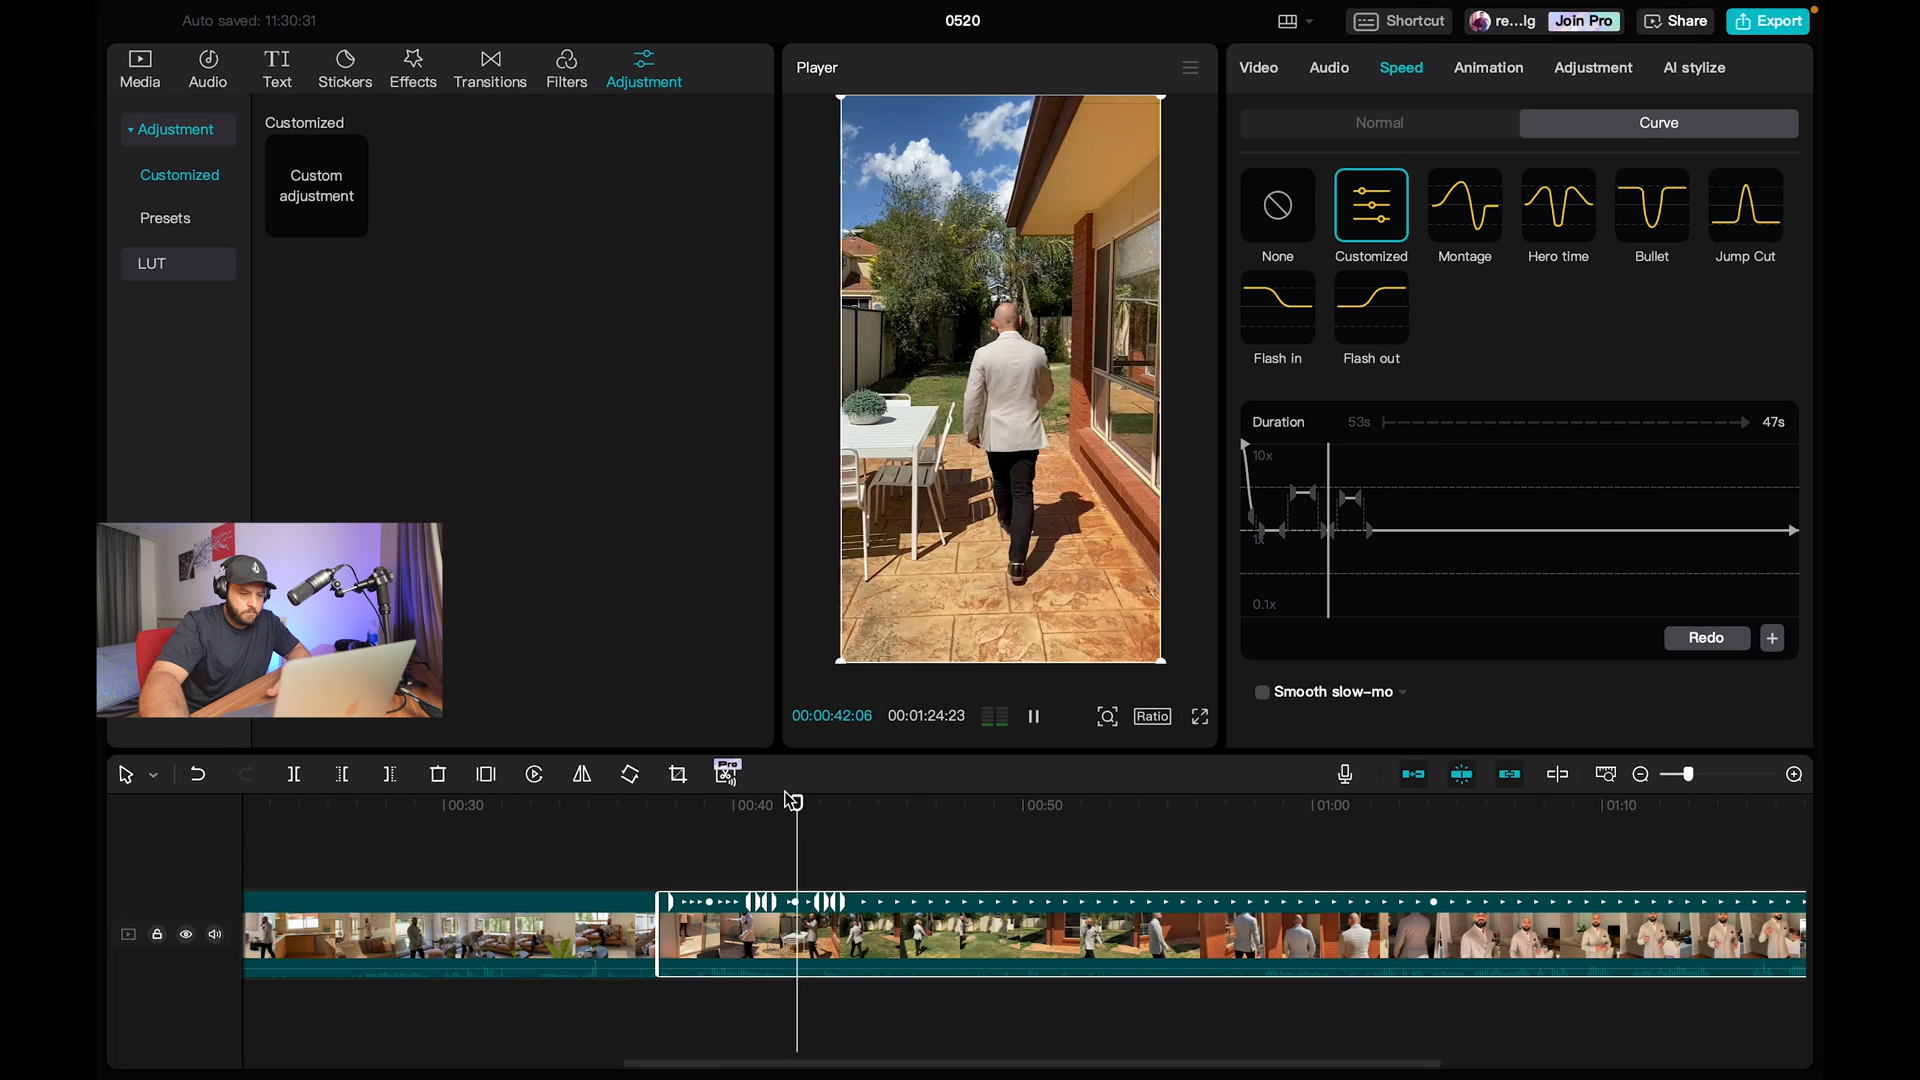 Auto saved: 11:30:31
0520
Shortcut
re...lg
Join Pro
Share
Export
Media
Audio
Text
Stickers
Effects
Transitions
Filters
Adjustment
Player
Video
Audio
Speed
Animation
Adjustment
AI stylize
Adjustment
Customized
Presets
LUT
Customized
Custom
adjustment
Normal
Curve
None
Customized
Montage
Hero time
Bullet
Jump Cut
Flash in
Flash out
Duration
53s
47s
10x
1x
0.1x
Redo
Smooth slow-mo
00:00:42:06
00:01:24:23
Ratio
Pro
00:30
00:40
00:50
01:00
01:10